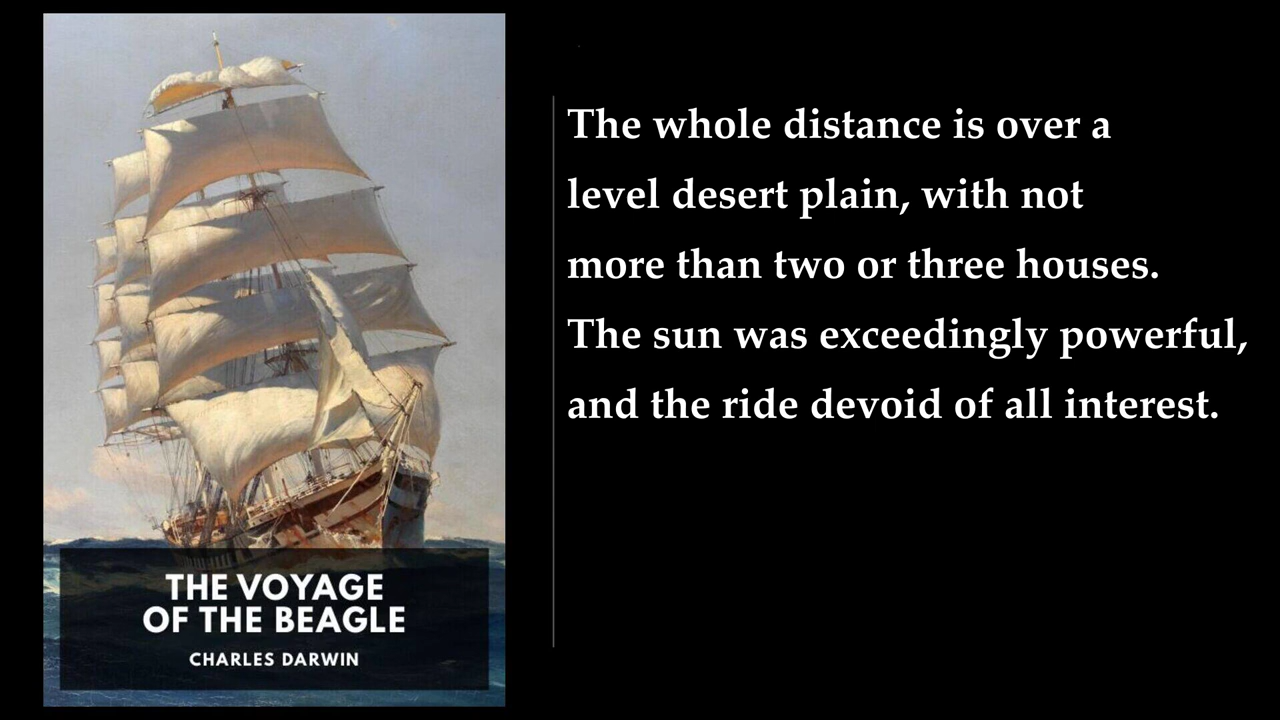 THE VOYAGE
OF THE BEAGLE
CHARLES DARWIN
The whole distance is over a
level desert plain, with not
more than two or three houses.
The sun was exceedingly powerful,
and the ride devoid of all interest.